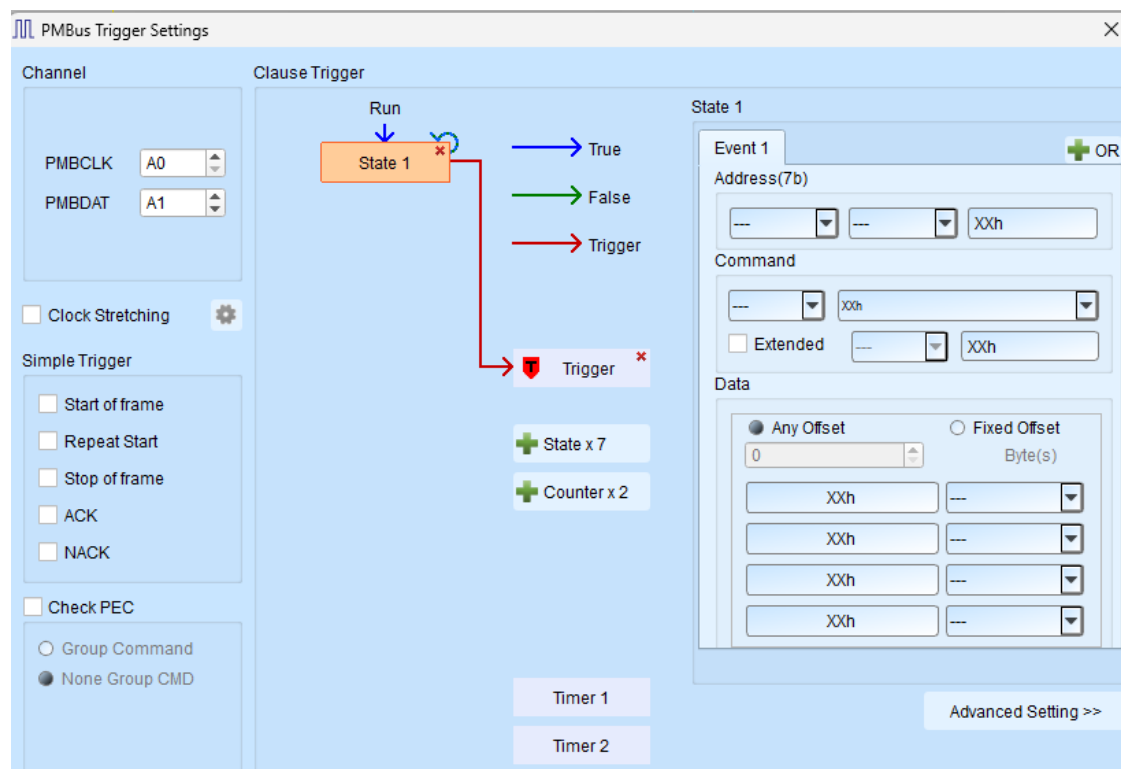 PMBus Trigger Settings
Channel
PMBCLK A0
PMBDAT A1
Clock Stretching
Simple Trigger
Start of frame
Repeat Start
Stop of frame
ACK
NACK
Check PEC
Group Command
None Group CMD
Clause Trigger
Run
State 1
True
False
Trigger
T Trigger
State x 7
Counter x 2
Timer 1
Timer 2
State 1
Event 1
OR
Address(7b)
--- --- XXh
Command
--- XXh
Extended --- XXh
Data
Any Offset Fixed Offset
0 Byte(s)
XXh ---
XXh ---
XXh ---
XXh ---
Advanced Setting >>